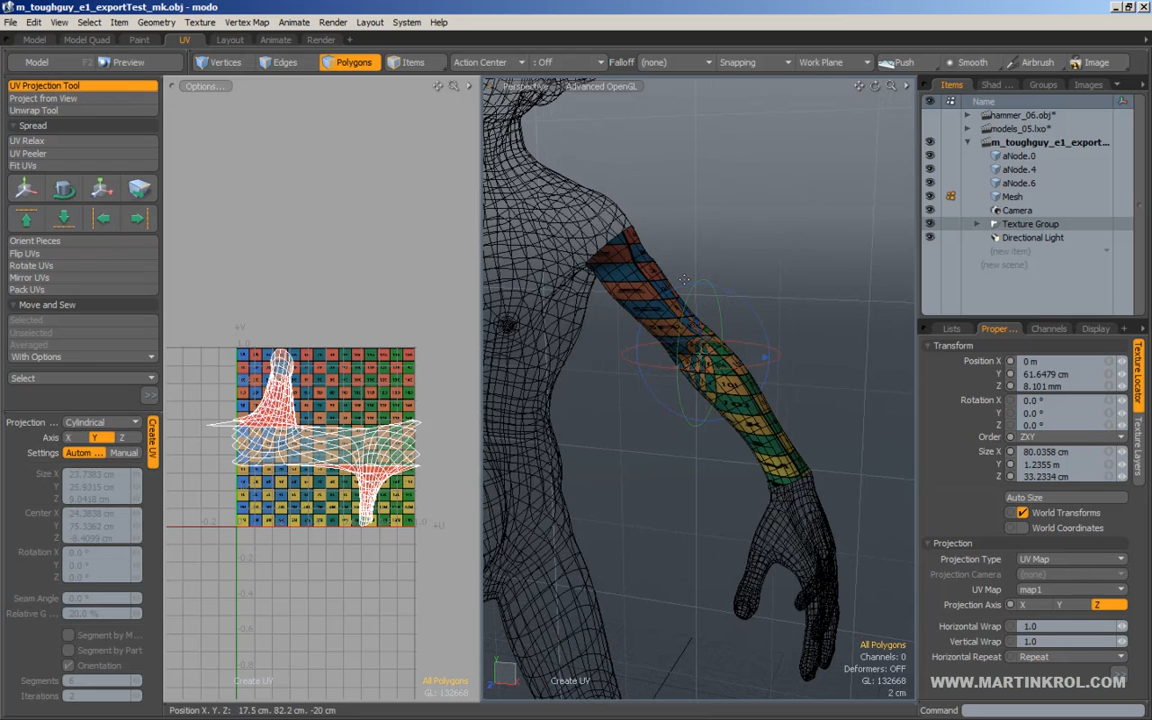 m_toughguy_e1_exportTest_mk.obj - modo
File Edit View Select Item Geometry Texture Vertex Map Animate Render Layout System Help
Model Model Quad Paint UV Layout Animate Render +
Model F2 Preview Vertices Edges Polygons Items Action Center : Off Falloff (none) Snapping Work Plane Push Smooth Airbrush Image
UV Projection Tool
Project from View
Unwrap Tool
Spread
UV Relax
UV Peeler
Fit UVs
Orient Pieces
Flip UVs
Rotate UVs
Mirror UVs
Pack UVs
Move and Sew
Selected
Unselected
Averaged
With Options
Select
>>
Projection ... Cylindrical
Axis X Y Z
Settings Autom ... Manual
Size X 23.7383 cm
Y 25.9315 cm
Z 9.0418 cm
Center X 24.3838 cm
Y 75.3362 cm
Z -8.4099 cm
Rotation X 0.0 °
Y 0.0 °
Z 0.0 °
Seam Angle 0.0 °
Relative G ... 20.0 %
Segment by M ...
Segment by Part
Orientation
Segments 6
Iterations 2
Create UV
Options...
+V
1.0
-0.2
1.0 +U
-0.2
-0.4
-0.6
-0.8
All Polygons
Create UV
GL: 132668
Perspective Advanced OpenGL
All Polygons
Channels: 0
Deformers: OFF
GL: 132668
2 cm
Create UV
Position X, Y, Z: 17.5 cm, 82.2 cm, -20 cm
Items Shad ... Groups Images
Name
hammer_06.obj*
models_05.lxo*
m_toughguy_e1_export...
aNode.0
aNode.4
aNode.6
Mesh
Camera
Texture Group
Directional Light
(new item)
(new scene)
Lists Proper... Channels Display +
Transform
Position X 0 m
Y 61.6479 cm
Z 8.101 mm
Rotation X 0.0 °
Y 0.0 °
Z 0.0 °
Order ZXY
Size X 80.0358 cm
Y 1.2355 m
Z 33.2334 cm
Auto Size
World Transforms
World Coordinates
Projection
Projection Type UV Map
Projection Camera (none)
UV Map map1
Projection Axis X Y Z
Horizontal Wrap 1.0
Vertical Wrap 1.0
Horizontal Repeat Repeat
Texture Locator
Texture Layers
WWW.MARTINKROL.COM
Command